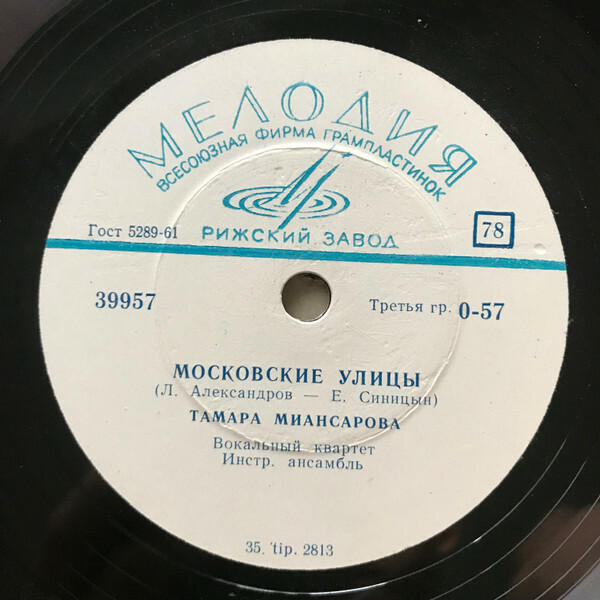 МЕЛОДИЯ
ВСЕСОЮЗНАЯ ФИРМА ГРАМПЛАСТИНОК
РИЖСКИЙ ЗАВОД
Гост 5289-61
78
39957
Третья гр. 0-57
МОСКОВСКИЕ УЛИЦЫ
(Л. Александров — Е. Синицын)
ТАМАРА МИАНСАРОВА
Вокальный квартет
Инстр. ансамбль
35. tip. 2813